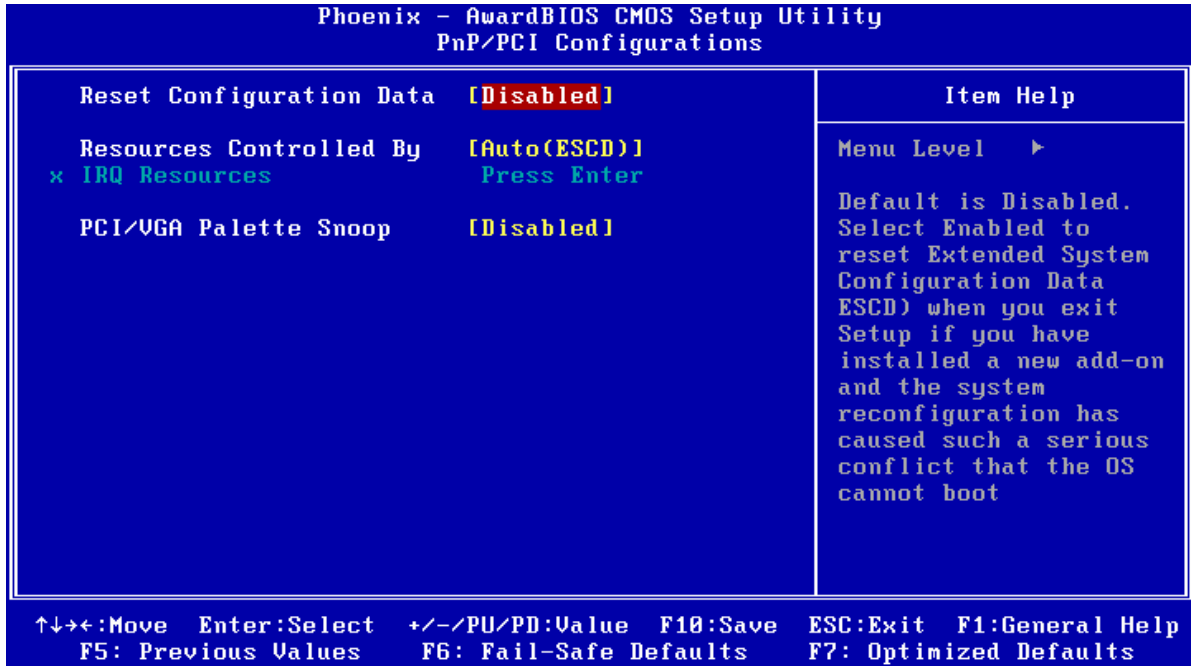 Phoenix - AwardBIOS CMOS Setup Utility
PnP/PCI Configurations
Reset Configuration Data [Disabled]
Resources Controlled By [Auto(ESCD)]
x IRQ Resources Press Enter
PCI/VGA Palette Snoop [Disabled]
Item Help
Menu Level ►
Default is Disabled.
Select Enabled to
reset Extended System
Configuration Data
ESCD) when you exit
Setup if you have
installed a new add-on
and the system
reconfiguration has
caused such a serious
conflict that the OS
cannot boot
↑↓→←:Move Enter:Select +/-/PU/PD:Value F10:Save ESC:Exit F1:General Help
F5: Previous Values F6: Fail-Safe Defaults F7: Optimized Defaults